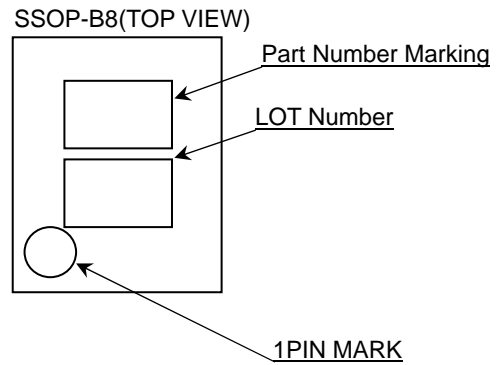 SSOP-B8(TOP VIEW)
Part Number Marking
LOT Number
1PIN MARK